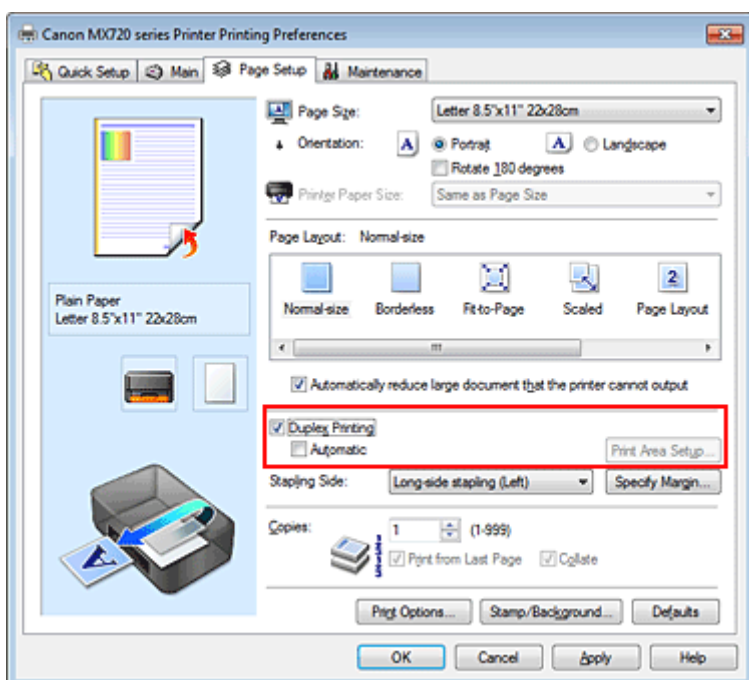 Canon MX720 series Printer Printing Preferences
Quick Setup Main Page Setup Maintenance
Page Size: Letter 8.5"x11" 22x28cm
Orientation: A Portrait A Landscape
Rotate 180 degrees
Printer Paper Size: Same as Page Size
Page Layout: Normal-size
2
Normal-size Borderless Fit-to-Page Scaled Page Layout
Plain Paper
Letter 8.5"x11" 22x28cm
Automatically reduce large document that the printer cannot output
Duplex Printing
Automatic Print Area Setup...
Stapling Side: Long-side stapling (Left) Specify Margin...
Copies: 1 (1-999)
Print from Last Page Collate
A
Print Options... Stamp/Background... Defaults
OK Cancel Apply Help